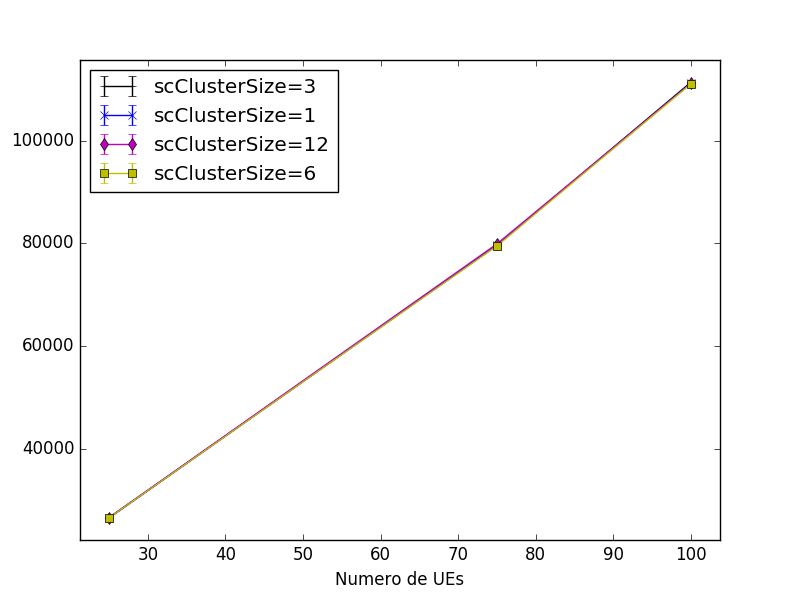 scClusterSize=3
scClusterSize=1
scClusterSize=12
scClusterSize=6
100000
80000
60000
40000
30 40 50 60 70 80 90 100
Numero de UEs